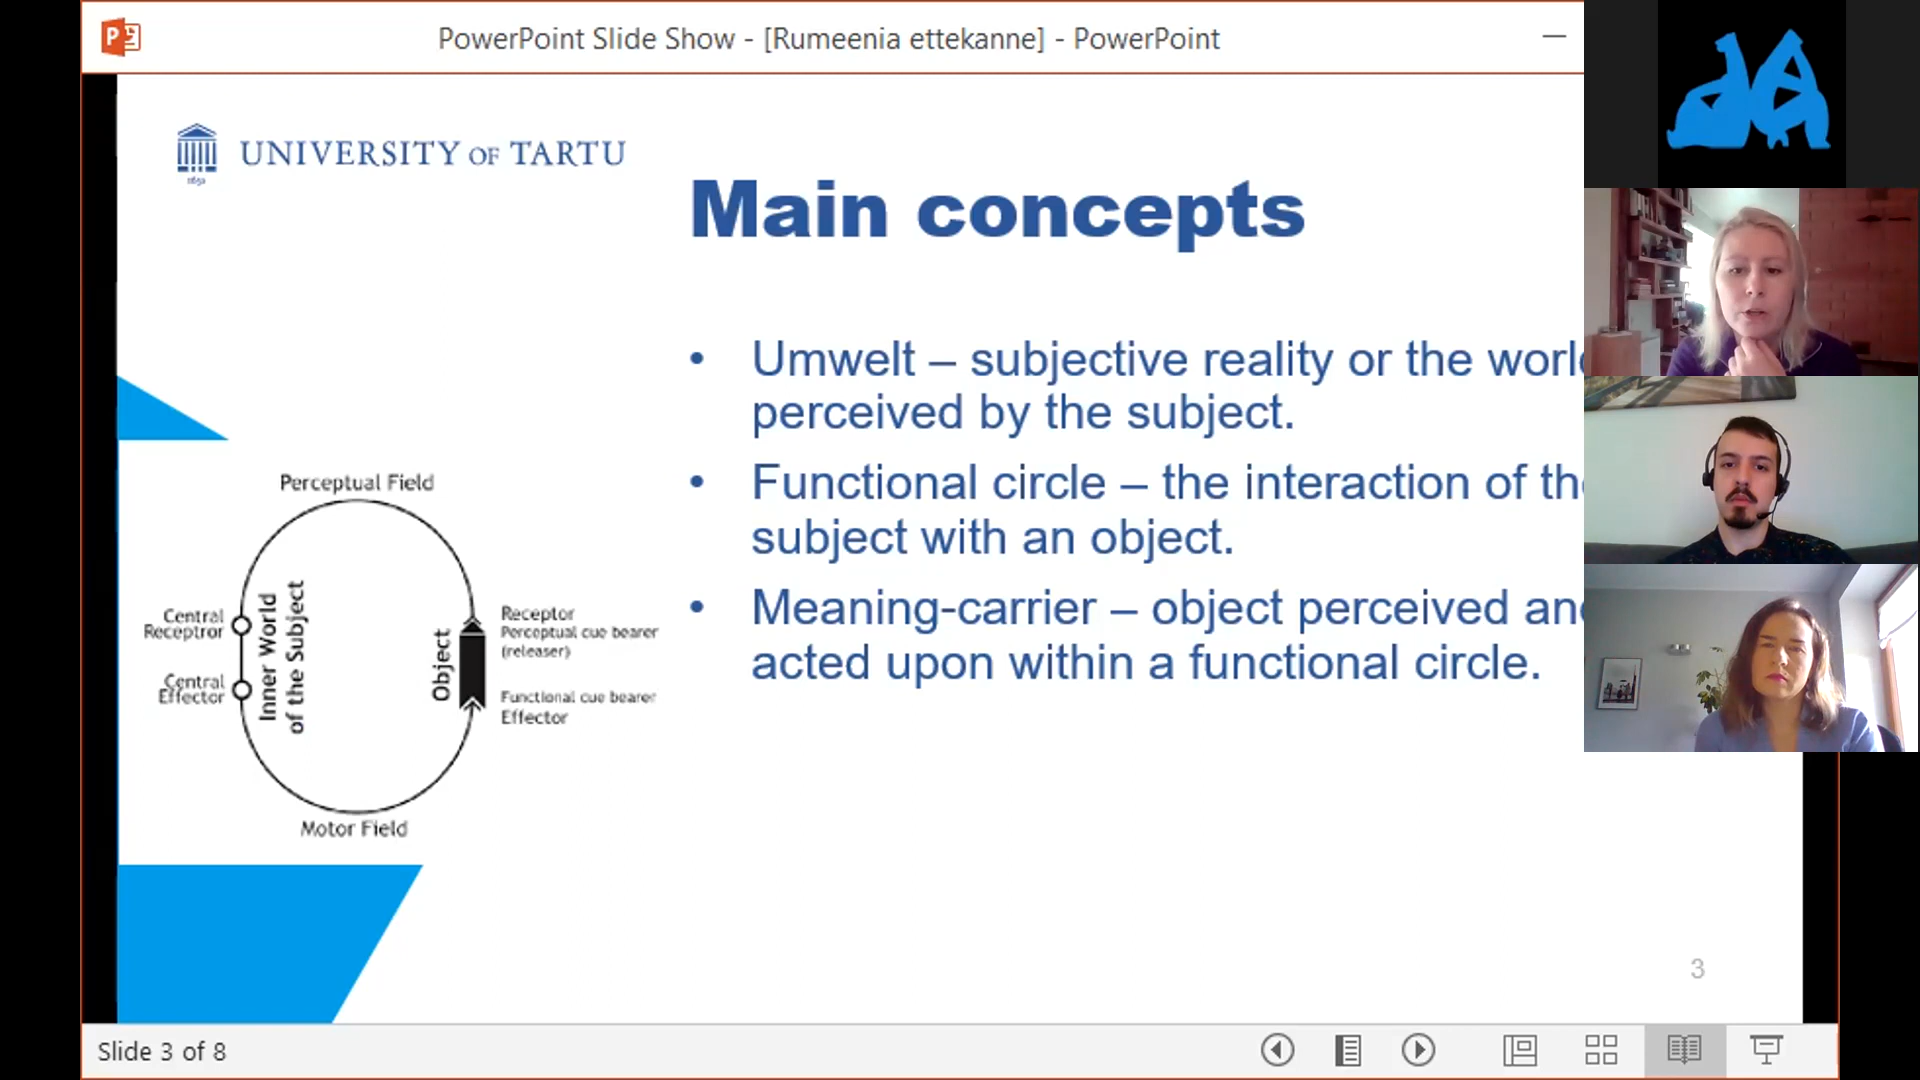 PowerPoint Slide Show - [Rumeenia ettekanne] - PowerPoint
UNIVERSITY OF TARTU
1632
Main concepts
• Umwelt – subjective reality or the worl
perceived by the subject.
• Functional circle – the interaction of th
subject with an object.
• Meaning-carrier – object perceived an
acted upon within a functional circle.
Perceptual Field
Central
Receptror
Central
Effector
Inner World
of the Subject
Object
Receptor
Perceptual cue bearer
(releaser)
Functional cue bearer
Effector
Motor Field
3
Slide 3 of 8